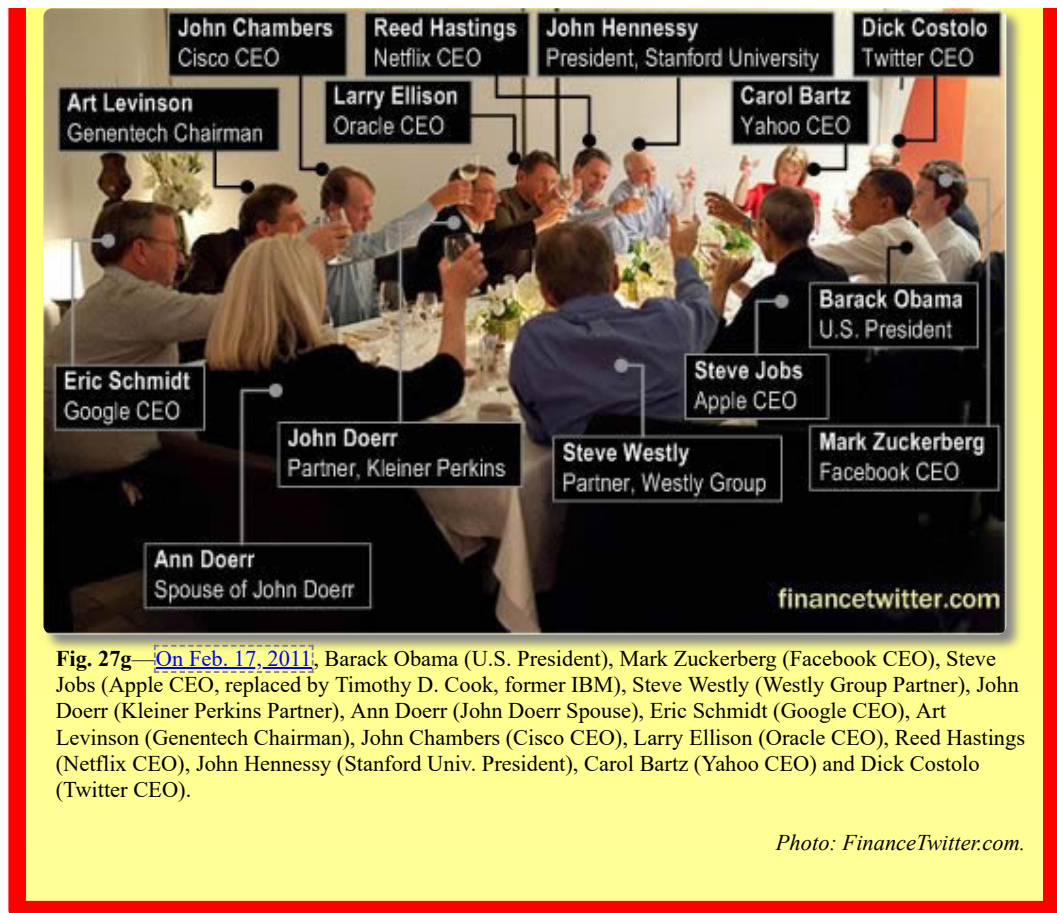 John Chambers
Cisco CEO
Reed Hastings
Netflix CEO
John Hennessy
President, Stanford University
Dick Costolo
Twitter CEO
Art Levinson
Genentech Chairman
Larry Ellison
Oracle CEO
Carol Bartz
Yahoo CEO
Barack Obama
U.S. President
Eric Schmidt
Google CEO
Steve Jobs
Apple CEO
John Doerr
Partner, Kleiner Perkins
Steve Westly
Partner, Westly Group
Mark Zuckerberg
Facebook CEO
Ann Doerr
Spouse of John Doerr
financetwitter.com
Fig. 27g—On Feb. 17, 2011, Barack Obama (U.S. President), Mark Zuckerberg (Facebook CEO), Steve
Jobs (Apple CEO, replaced by Timothy D. Cook, former IBM), Steve Westly (Westly Group Partner), John
Doerr (Kleiner Perkins Partner), Ann Doerr (John Doerr Spouse), Eric Schmidt (Google CEO), Art
Levinson (Genentech Chairman), John Chambers (Cisco CEO), Larry Ellison (Oracle CEO), Reed Hastings
(Netflix CEO), John Hennessy (Stanford Univ. President), Carol Bartz (Yahoo CEO) and Dick Costolo
(Twitter CEO).
Photo: FinanceTwitter.com.